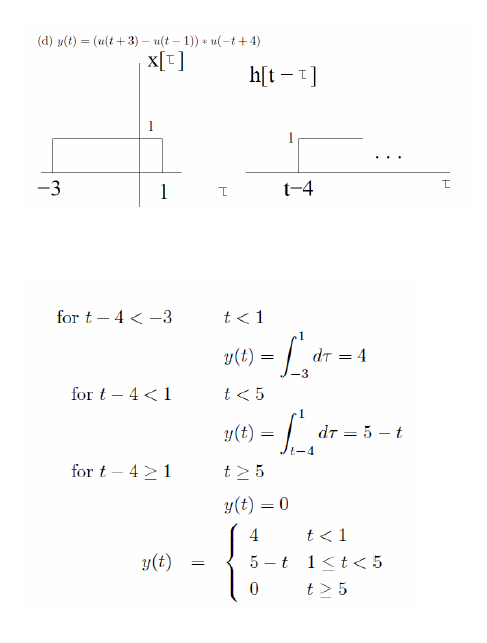 (d) y(t) = (u(t + 3) − u(t − 1)) ∗ u(−t + 4)
x[τ]
h[t − τ]
1
1
. . .
−3 1 τ t−4 τ
for t − 4 < −3 t < 1
y(t) = ∫_{−3}^{1} dτ = 4
for t − 4 < 1 t < 5
y(t) = ∫_{t−4}^{1} dτ = 5 − t
for t − 4 ≥ 1 t ≥ 5
y(t) = 0
4 t < 1
y(t) = { 5 − t 1 ≤ t < 5
0 t ≥ 5